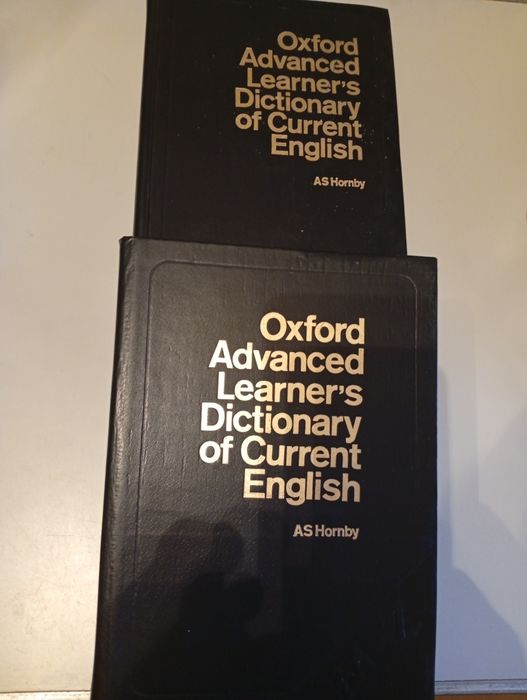 Oxford
Advanced
Learner's
Dictionary
of Current
English
AS Hornby
Oxford
Advanced
Learner's
Dictionary
of Current
English
AS Hornby